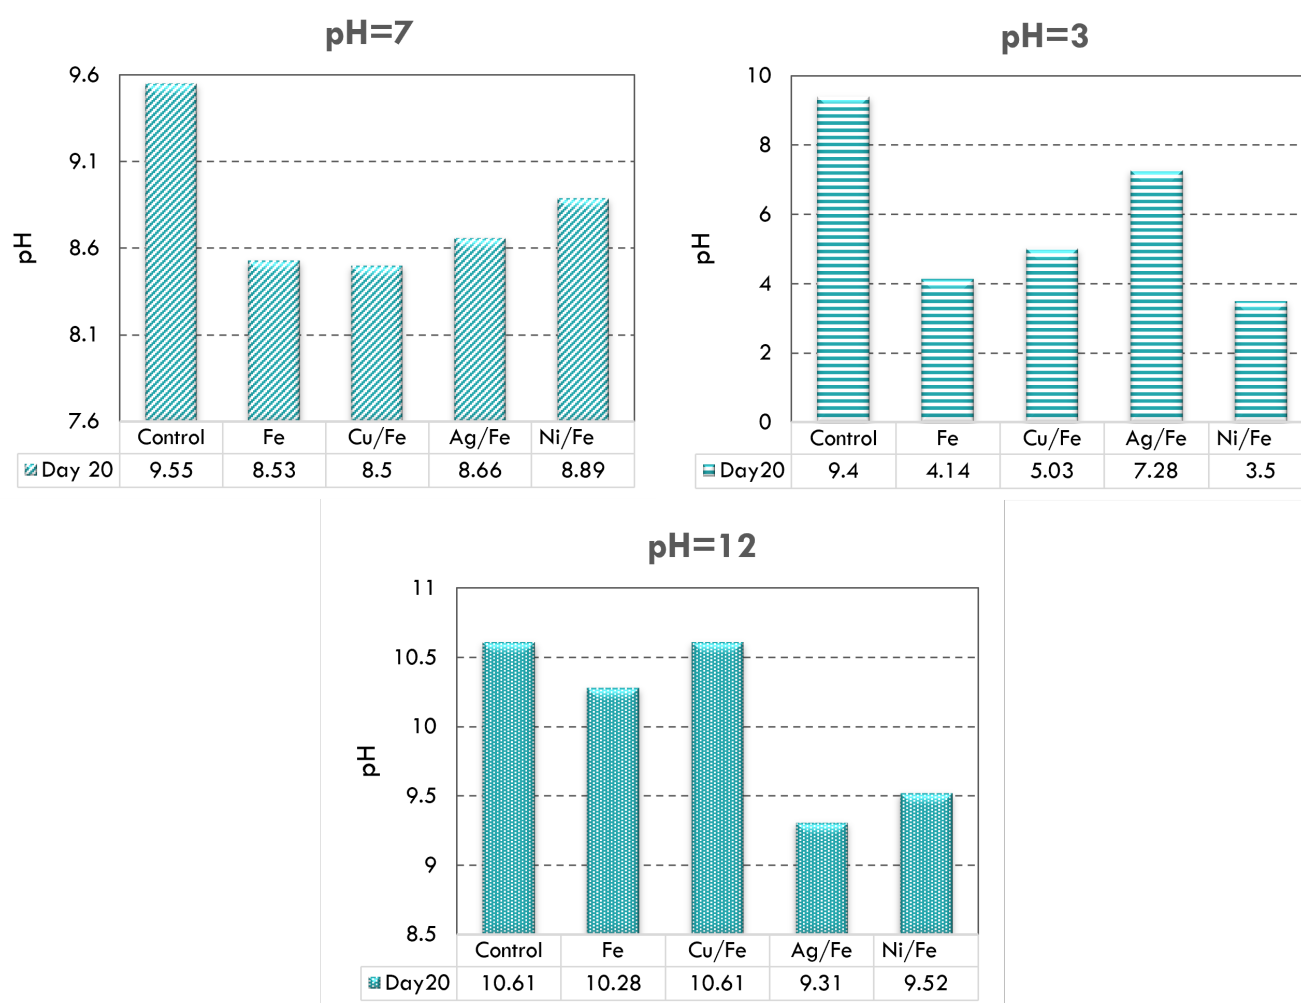 pH=7
9.6
9.1
8.6
8.1
7.6
pH
Control Fe Cu/Fe Ag/Fe Ni/Fe
Day 20 9.55 8.53 8.5 8.66 8.89
pH=3
10
8
6
4
2
0
pH
Control Fe Cu/Fe Ag/Fe Ni/Fe
Day20 9.4 4.14 5.03 7.28 3.5
pH=12
11
10.5
10
9.5
9
8.5
pH
Control Fe Cu/Fe Ag/Fe Ni/Fe
Day20 10.61 10.28 10.61 9.31 9.52